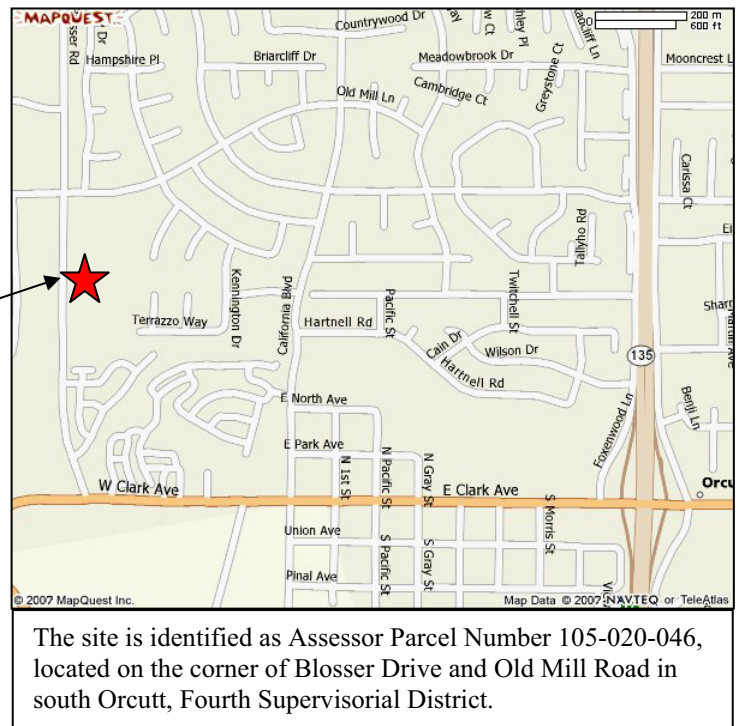 MAPQUEST
Countrywood Dr
200 m
600 ft
sser Rd
Dr
Hampshire Pl
Briarcliff Dr
Meadowbrook Dr
Greystone Ct
Mooncrest L
Old Mill Ln
Cambridge Ct
Carissa Ct
Tallyho Rd
Kennington Dr
California Blvd
Pacific St
Twitchell St
Terrazzo Way
Hartnell Rd
Cain Dr
Wilson Dr
Hartnell Rd
135
Benji Ln
Foxenwood Ln
E North Ave
E Park Ave
N 1st St
N Pacific St
N Gray St
W Clark Ave
E Clark Ave
Orcu
S Morris St
Union Ave
S Pacific St
S Gray St
Pinal Ave
© 2007 MapQuest Inc.
Map Data © 2007 NAVTEQ or TeleAtlas
The site is identified as Assessor Parcel Number 105-020-046,
located on the corner of Blosser Drive and Old Mill Road in
south Orcutt, Fourth Supervisorial District.